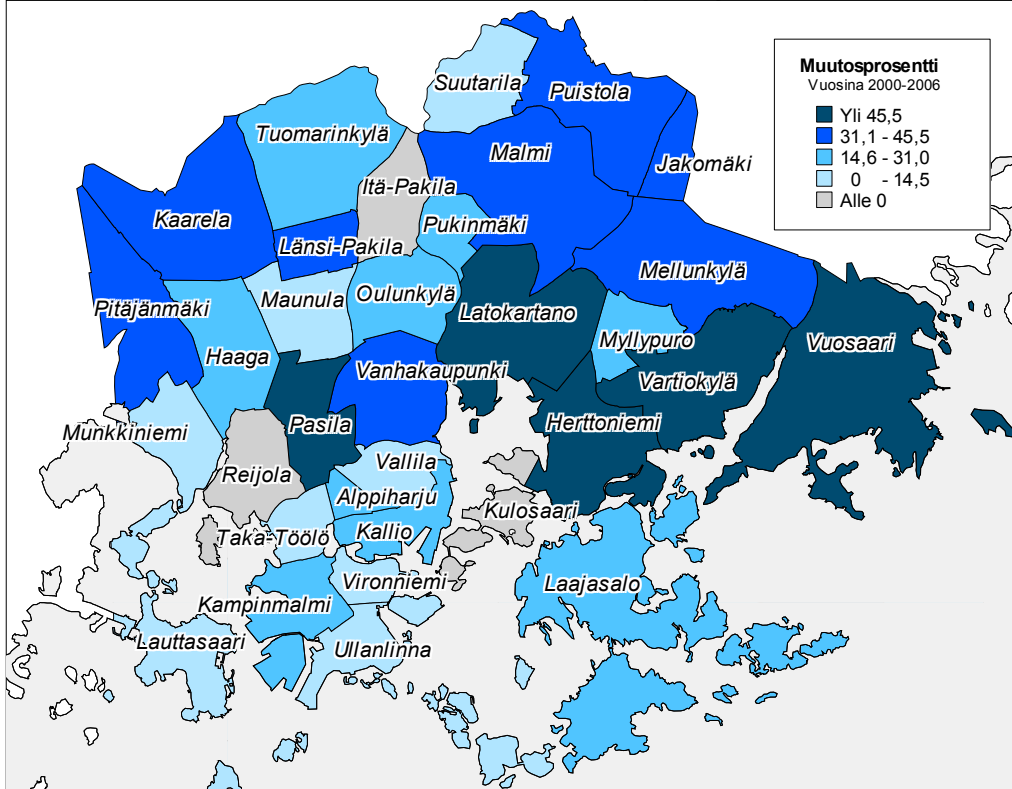 Muutosprosentti
Vuosina 2000-2006
Yli 45,5
31,1 - 45,5
14,6 - 31,0
0 - 14,5
Alle 0
Suutarila
Puistola
Tuomarinkylä
Malmi
Jakomäki
Itä-Pakila
Kaarela
Pukinmäki
Länsi-Pakila
Mellunkylä
Maunula
Oulunkylä
Pitäjänmäki
Latokartano
Myllypuro
Vuosaari
Haaga
Vanhakaupunki
Vartiokylä
Pasila
Herttoniemi
Munkkiniemi
Vallila
Reijola
Alppiharju
Kulosaari
Taka-Töölö
Kallio
Vironniemi
Laajasalo
Kampinmalmi
Lauttasaari
Ullanlinna